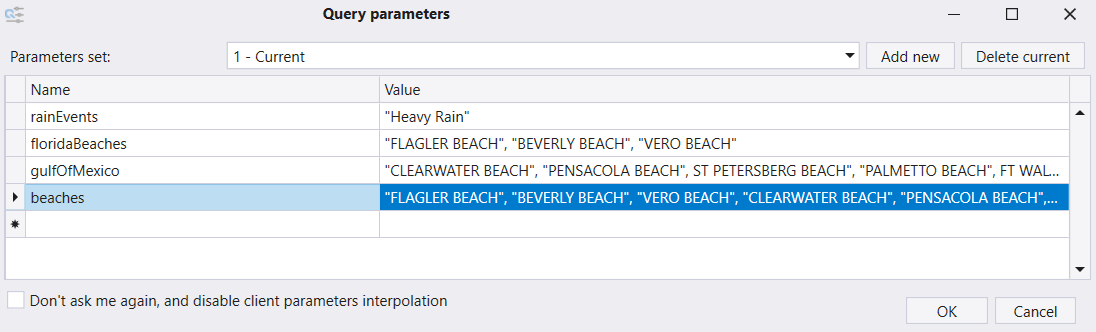 Query parameters
Parameters set: 1 - Current Add new Delete current
Name Value
rainEvents "Heavy Rain"
floridaBeaches "FLAGLER BEACH", "BEVERLY BEACH", "VERO BEACH"
gulfOfMexico "CLEARWATER BEACH", "PENSACOLA BEACH", ST PETERSBERG BEACH", "PALMETTO BEACH", FT WAL...
beaches "FLAGLER BEACH", "BEVERLY BEACH", "VERO BEACH", "CLEARWATER BEACH", "PENSACOLA BEACH",...
Don't ask me again, and disable client parameters interpolation
OK Cancel